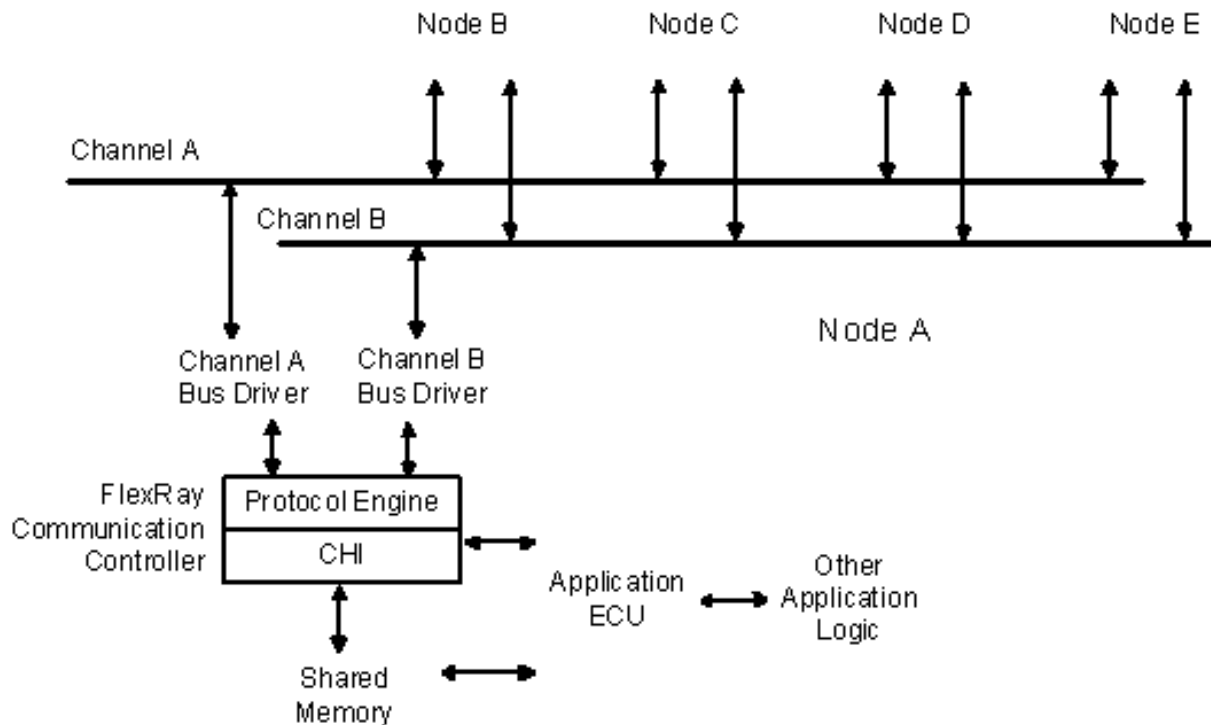 Node B
Node C
Node D
Node E
Channel A
Channel B
Node A
Channel A
Bus Driver
Channel B
Bus Driver
FlexRay
Communication
Controller
Protocol Engine
CHI
Application
ECU
Other
Application
Logic
Shared
Memory